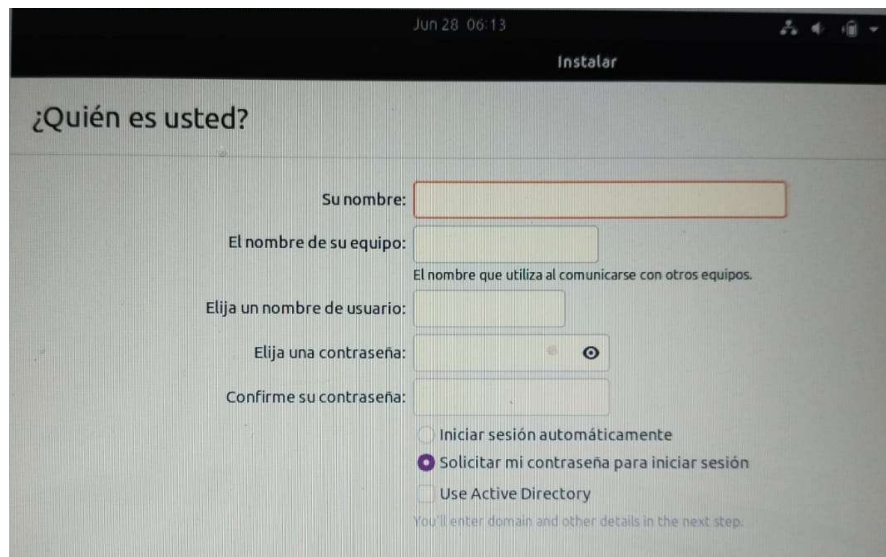 Jun 28 06:13
Instalar
¿Quién es usted?
Su nombre:
El nombre de su equipo:
El nombre que utiliza al comunicarse con otros equipos.
Elija un nombre de usuario:
Elija una contraseña:
Confirme su contraseña:
Iniciar sesión automáticamente
Solicitar mi contraseña para iniciar sesión
Use Active Directory
You'll enter domain and other details in the next step.